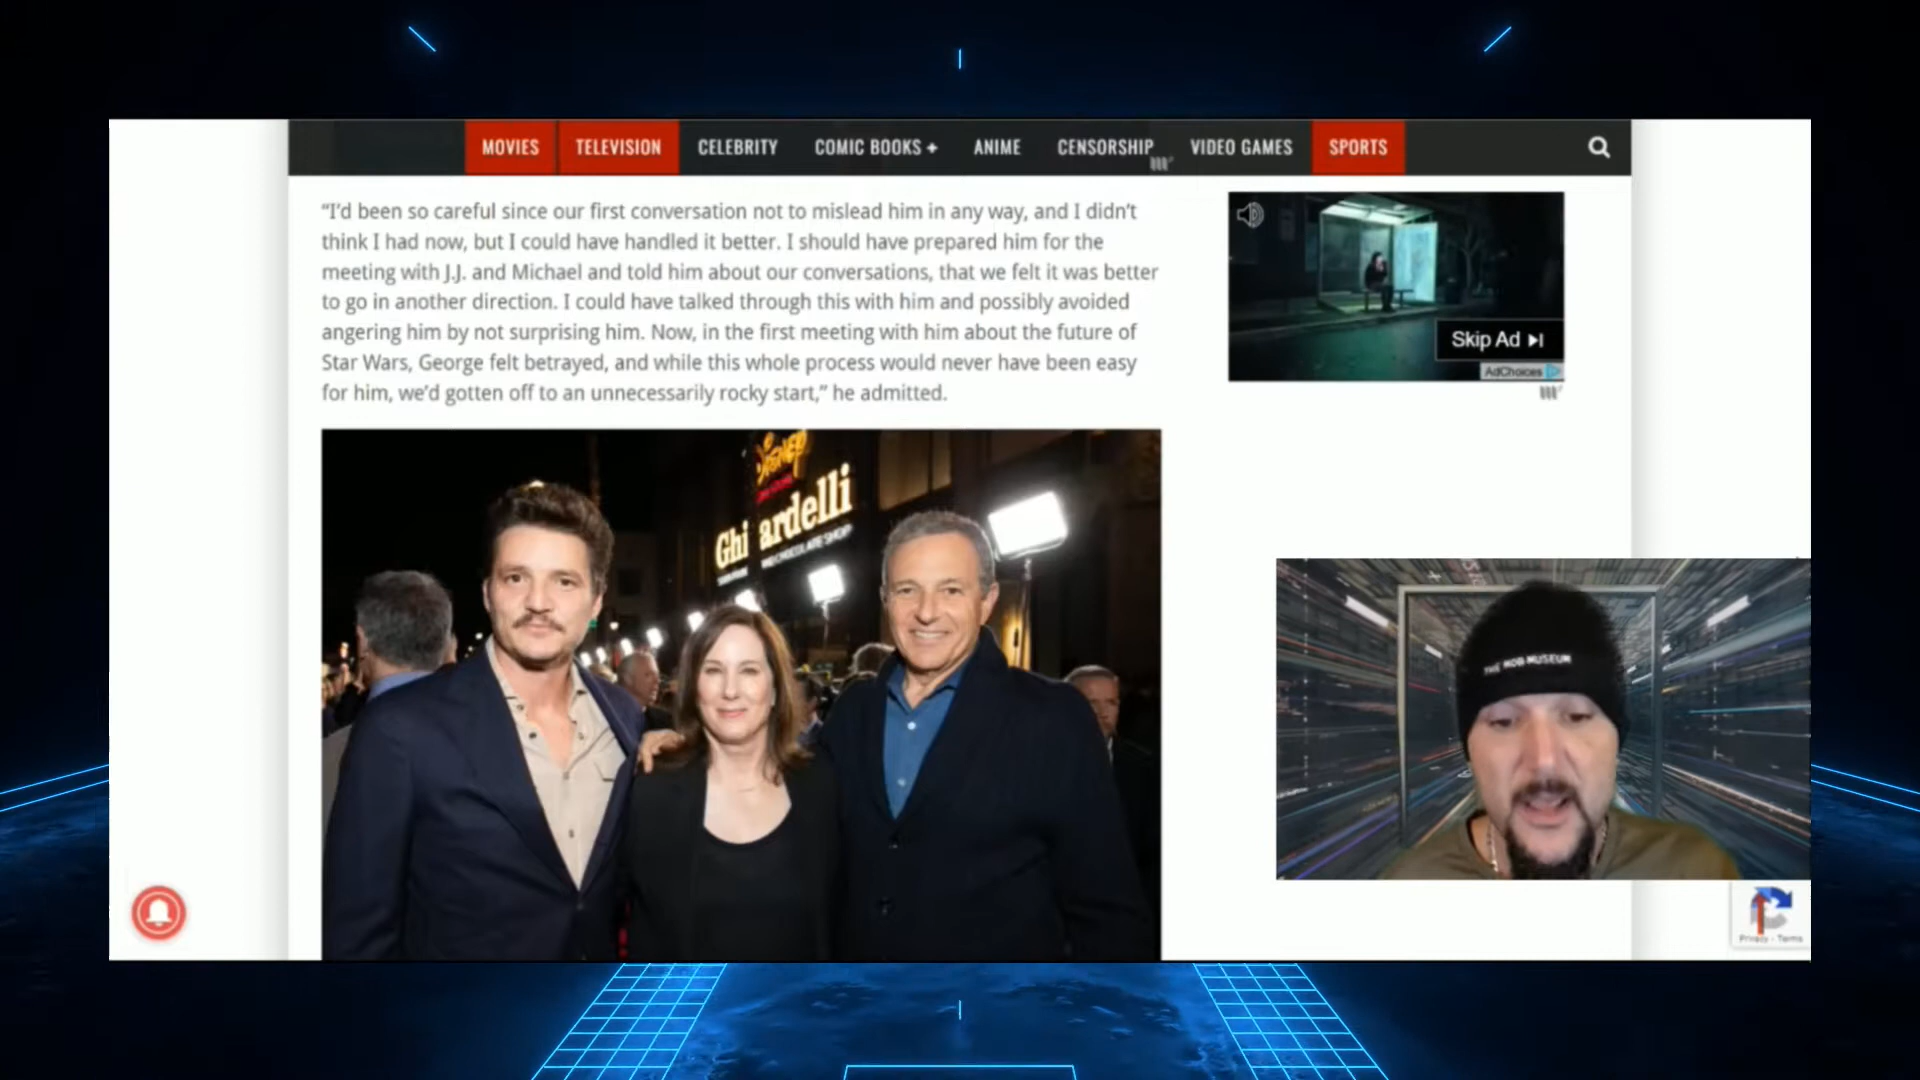 MOVIES TELEVISION CELEBRITY COMIC BOOKS + ANIME CENSORSHIP VIDEO GAMES SPORTS
“I’d been so careful since our first conversation not to mislead him in any way, and I didn’t
think I had now, but I could have handled it better. I should have prepared him for the
meeting with J.J. and Michael and told him about our conversations, that we felt it was better
to go in another direction. I could have talked through this with him and possibly avoided
angering him by not surprising him. Now, in the first meeting with him about the future of
Star Wars, George felt betrayed, and while this whole process would never have been easy
for him, we’d gotten off to an unnecessarily rocky start,” he admitted.
Skip Ad
AdChoices
Disney
Ghirardelli
THE MOB MUSEUM
Privacy - Terms